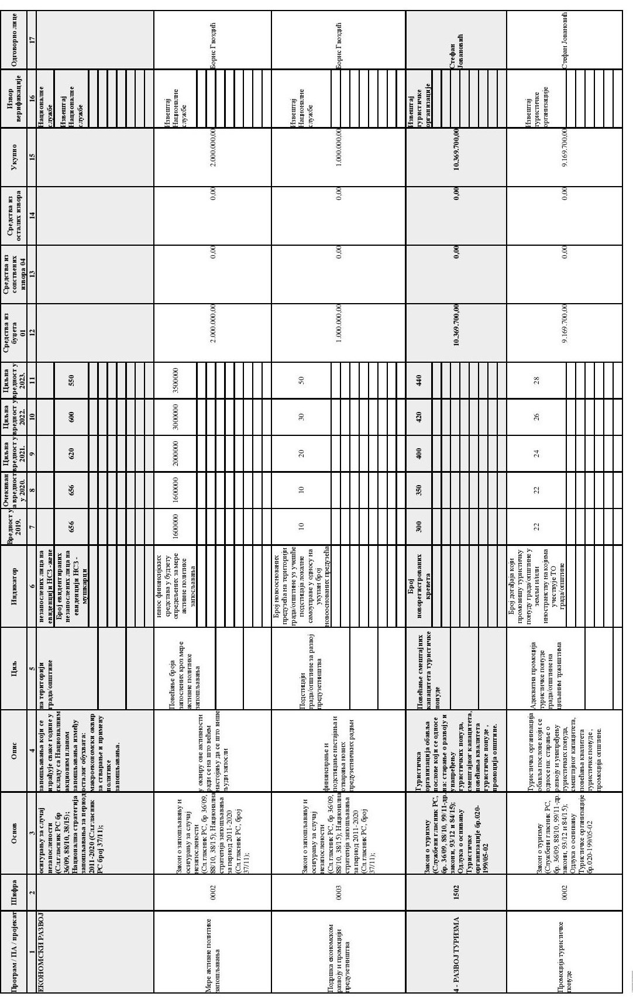 Програм / ПА / пројекат
Шифра
Основ
Опис
Циљ
Индикатор
Вредност у
2019.
Очекиван
а вредност
у 2020.
Циљна
вредност у
2021.
Циљна
вредност у
2022.
Циљна
вредност у
2023.
Средства из
буџета
01
Средства из
сопствених
извора 04
Средства из
осталих извора
Укупно
Извор
верификације
Одговорно лице
1
2
3
4
5
6
7
8
9
10
11
12
13
14
15
16
17
ЕКОНОМСКИ РАЗВОЈ
осигурању за случај
незапослености
(Сл.гласник РС бр
36/09, 88/10, 38/15);
Национална стратегија
запошљавања за период
2011-2020 (Сл.гласник
РС број 37/11);
запошљавања који се
израђује сваке године у
складу са Националним
акционим планом
запошљавања између
осталог обухвата:
макроекономски оквир
за стварање и примену
политике
запошљавања.
на територији
града/општине
незапослених лица на
евиденцији НСЗ -жене
Националне
службе
Број евидентираних
незапослених лица на
евиденцији НСЗ -
мушкарци
656
656
620
600
550
Извештај
Националне
службе
Мере активне политике
запошљавања
0002
Закон о запошљавању и
осигурању за случај
незапослености
(Сл.гласник РС, бр 36/09,
88/10, 38/15); Национална
стратегија запошљавања
за период 2011-2020
(Сл.гласник РС, број
37/11);
у оквиру ове активности
ради се на што већем
настојању да се што више
људи запосли
Повећање броја
запослених кроз мере
активне политике
запошљавања
износ финансијских
средстава у буџзету
опредељених за мере
активне политике
запосљавања
1600000
1600000
2000000
3000000
3500000
2.000.000,00
0,00
0,00
2.000.000,00
Извештај
Националне
службе
Борис Гвоздић
Подршка економском
развоју и промоцији
предузетништва
0003
Закон о запошљавању и
осигурању за случај
незапослености
(Сл.гласник РС, бр 36/09,
88/10, 38/15); Национална
стратегија запошљавања
за период 2011-2020
(Сл.гласник РС, број
37/11);
финансирање и
подстицање настајања и
отварања нових
предузетничких радњи
Подстицаји
града/општине за развој
предузетништва
Број новооснованих
предузећа на територији
града/општине уз учешће
подстицаја локалне
самоуправе у односу на
укупан број
новооснованих предузећа
10
10
20
30
50
1.000.000,00
0,00
0,00
1.000.000,00
Извештај
Националне
службе
Борис Гвоздић
4 - РАЗВОЈ ТУРИЗМА
1502
Закон о туризму
(Службени гласник РС,
бр. 36/09, 88/10, 99/11-др.
закони, 93/12 и 84/15);
Одлука о оснивању
Туристичке
организације бр.020-
199/05-02
Туристичка
организација обавља
послове који се односе
на: старање о развоју и
унапређењу
туристичких понуда,
смештајног капацитета,
повећања квалитета
туристичке понуде ,
промоција општине.
Повећање смештајних
капацитета туристичке
понуде
Број
новорегистрованих
кревета
300
350
400
420
440
10.369.700,00
0,00
0,00
10.369.700,00
Извештај
туристичке
организације
Стефан
Јовановић
Промоција туристичке
понуде
0002
Закон о туризму
(Службени гласник РС,
бр. 36/09, 88/10, 99/11-др.
закони, 93/12 и 84/15);
Одлука о оснивању
Туристичке организације
бр.020-199/05-02
Туристичка организација
обавља послове који се
односе на: старање о
развоју и унапређењу
туристичких понуда,
смештајног капацитета,
повећања квалитета
туристичке понуде ,
промоција општине.
Адекватна промоција
туристичке понуде
града/општине на
циљаним тржиштима
Број догађаја који
промовишу туристичку
понуду града/општине у
земљи и/или
иностранству на којима
учествује ТО
града/општине
22
22
24
26
28
9.169.700,00
0,00
0,00
9.169.700,00
Извештај
туристичке
организације
Стефан Јовановић